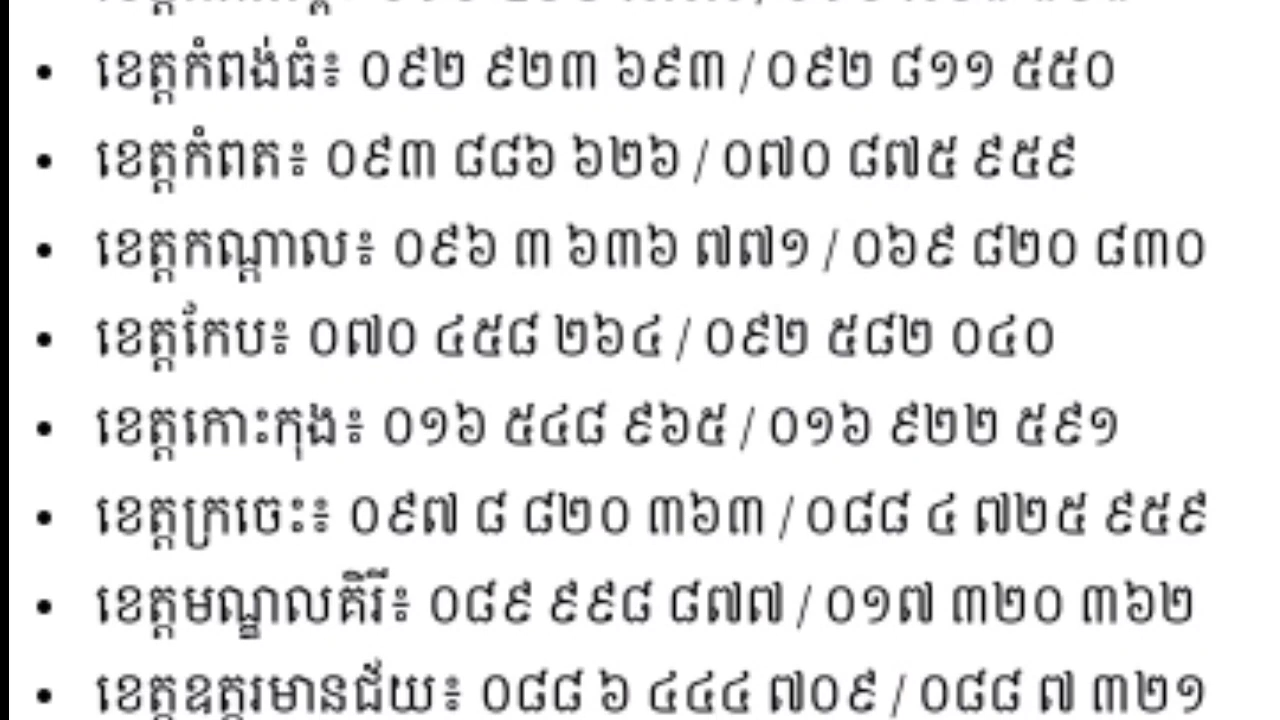 • ខេត្តកំពង់ធំ៖ ០៩២ ៩២៣ ៦៩៣ / ០៩២ ៨១១ ៥៥០
• ខេត្តកំពត៖ ០៩៣ ៨៨៦ ៦២៦ / ០៧០ ៨៧៥ ៩៥៩
• ខេត្តកណ្តាល៖ ០៩៦ ៣ ៦៣៦ ៧៧១ / ០៦៩ ៨២០ ៨៣០
• ខេត្តកែប៖ ០៧០ ៤៥៨ ២៦៤ / ០៩២ ៥៨២ ០៤០
• ខេត្តកោះកុង៖ ០១៦ ៥៤៨ ៩៦៥ / ០១៦ ៩២២ ៥៩១
• ខេត្តក្រចេះ៖ ០៩៧ ៨ ៨២០ ៣៦៣ / ០៨៨ ៤ ៧២៥ ៩៥៩
• ខេត្តមណ្ឌលគិរី៖ ០៨៩ ៩៩៨ ៨៧៧ / ០១៧ ៣២០ ៣៦២
• ខេត្តឧត្តរមានជ័យ៖ ០៨៨ ៦ ៤៤៤ ៧០៩ / ០៨៨ ៧ ៣២១